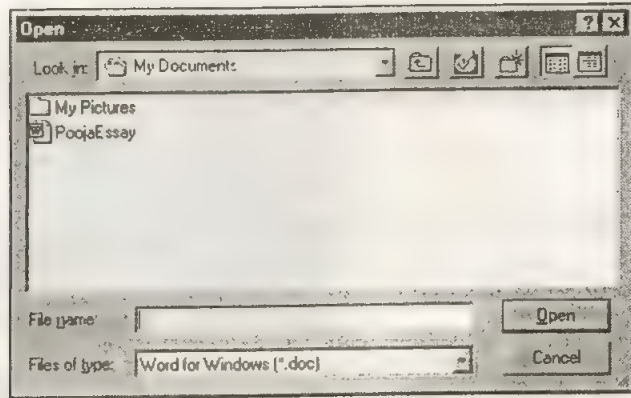 Open
Look in: My Documents
My Pictures
PoojaEssay
File name:
Open
Files of type: Word for Windows (*.doc)
Cancel